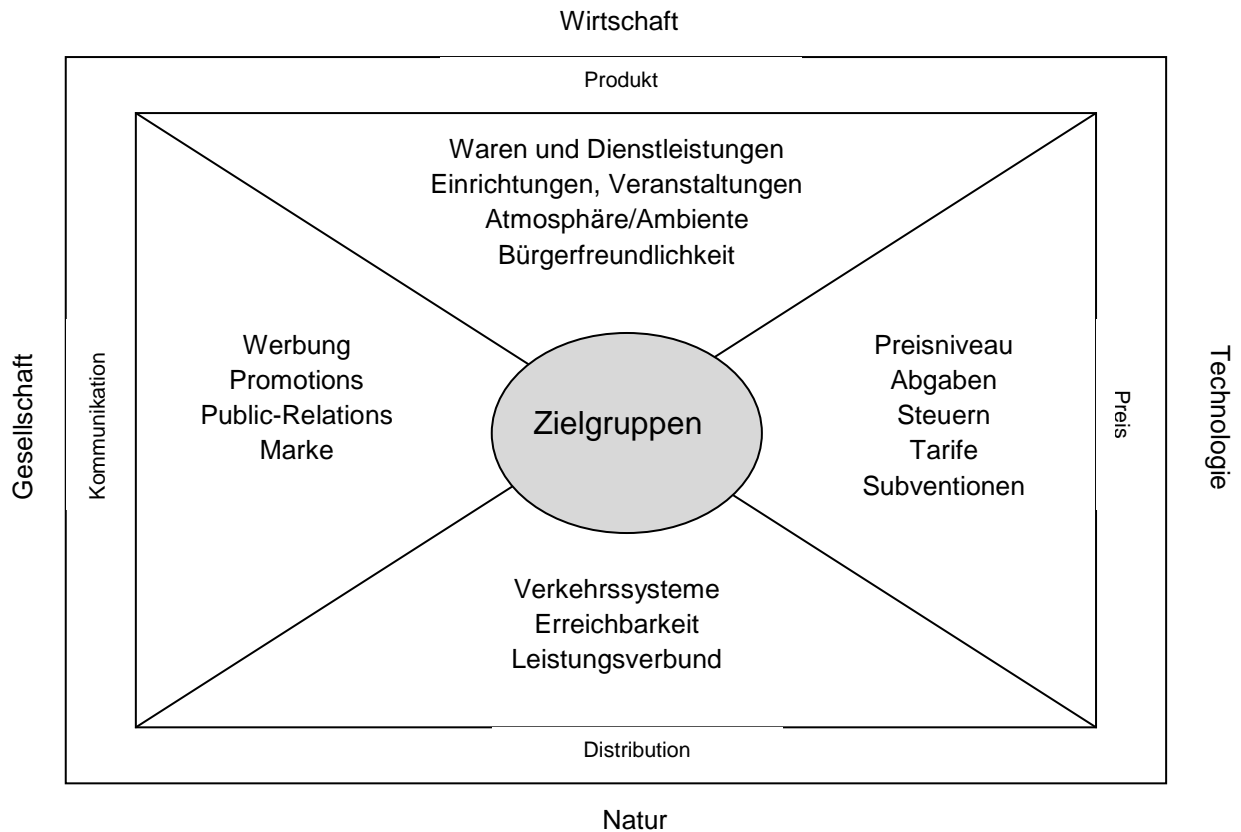 Wirtschaft
Produkt
Waren und Dienstleistungen
Einrichtungen, Veranstaltungen
Atmosphäre/Ambiente
Bürgerfreundlichkeit
Gesellschaft
Kommunikation
Werbung
Promotions
Public-Relations
Marke
Zielgruppen
Preisniveau
Abgaben
Steuern
Tarife
Subventionen
Preis
Technologie
Verkehrssysteme
Erreichbarkeit
Leistungsverbund
Distribution
Natur